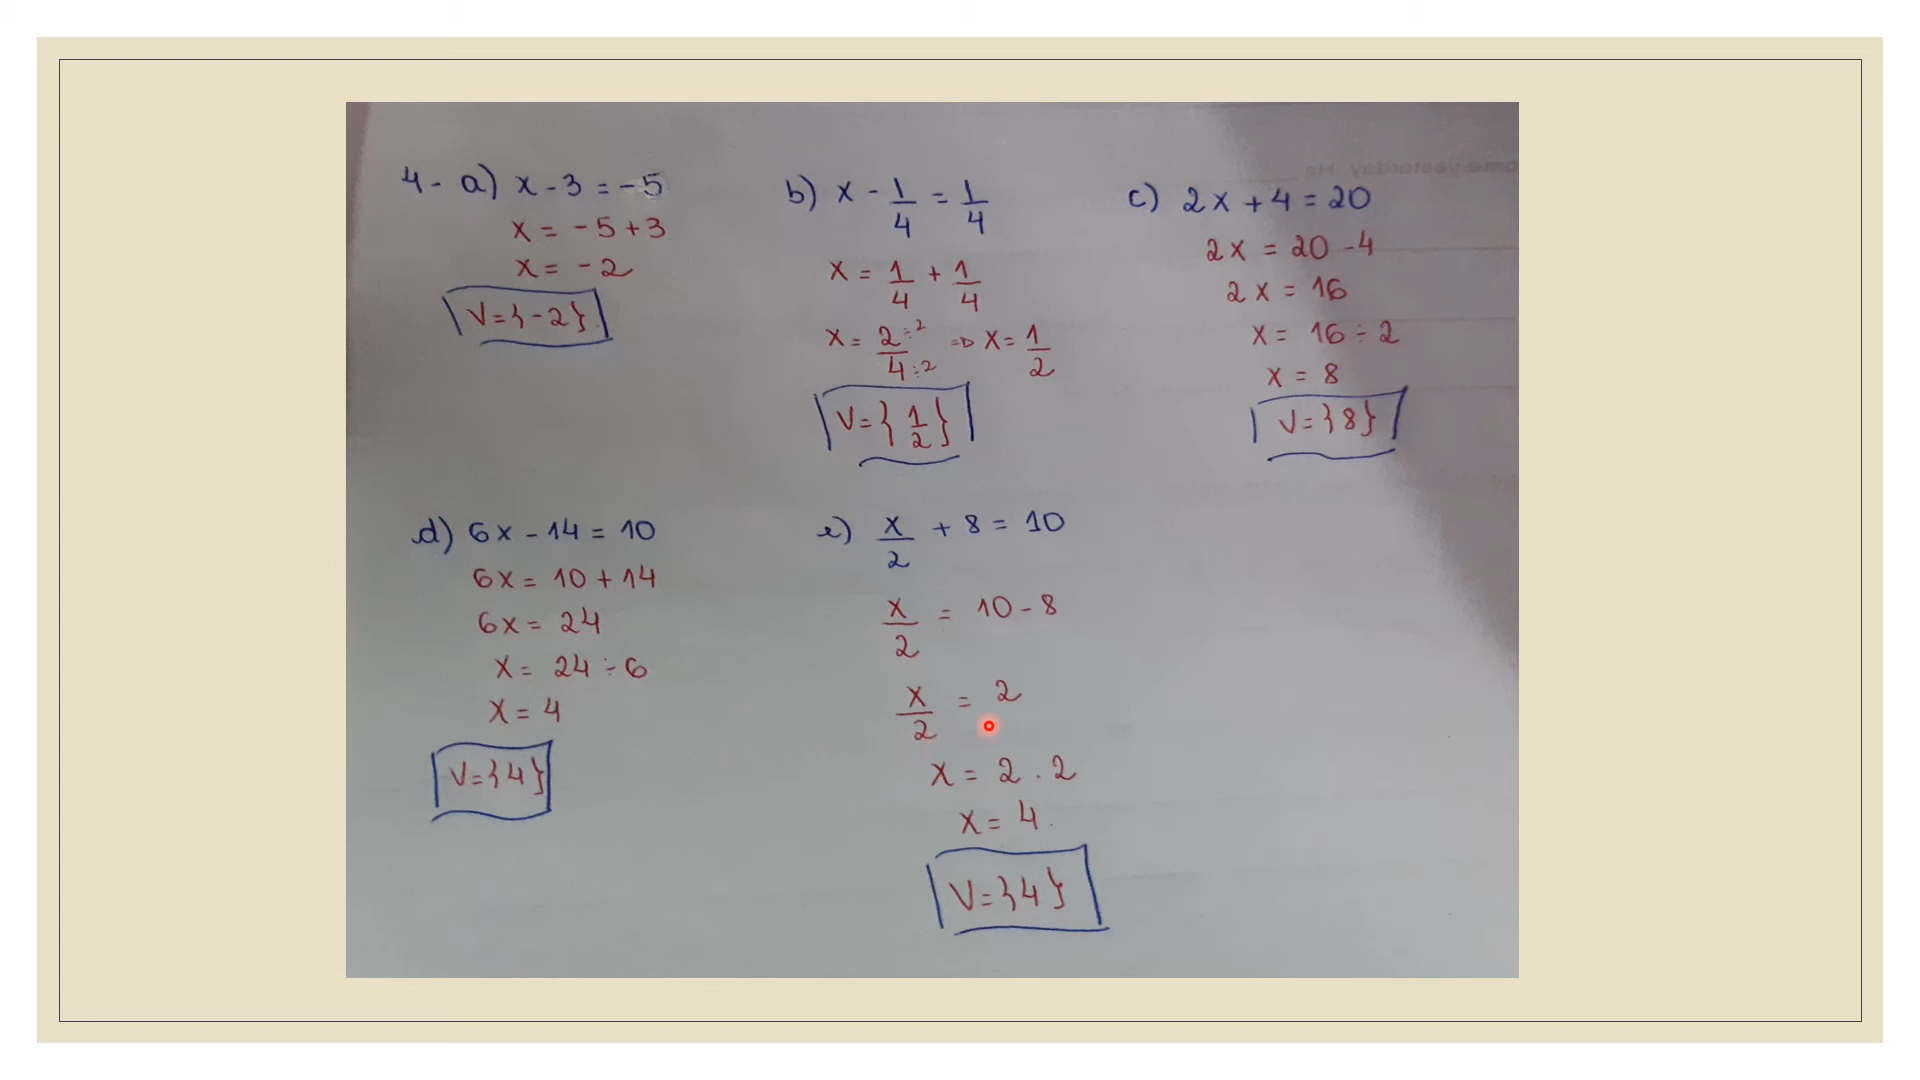 4- a) x - 3 = -5
x = -5 + 3
x = -2
V = {-2}
b) x - 1/4 = 1/4
x = 1/4 + 1/4
x = 2÷2/4÷2 => x = 1/2
V = {1/2}
c) 2x + 4 = 20
2x = 20 - 4
2x = 16
x = 16 ÷ 2
x = 8
V = {8}
d) 6x - 14 = 10
6x = 10 + 14
6x = 24
x = 24 ÷ 6
x = 4
V = {4}
e) x/2 + 8 = 10
x/2 = 10 - 8
x/2 = 2
x = 2 . 2
x = 4.
V = {4}